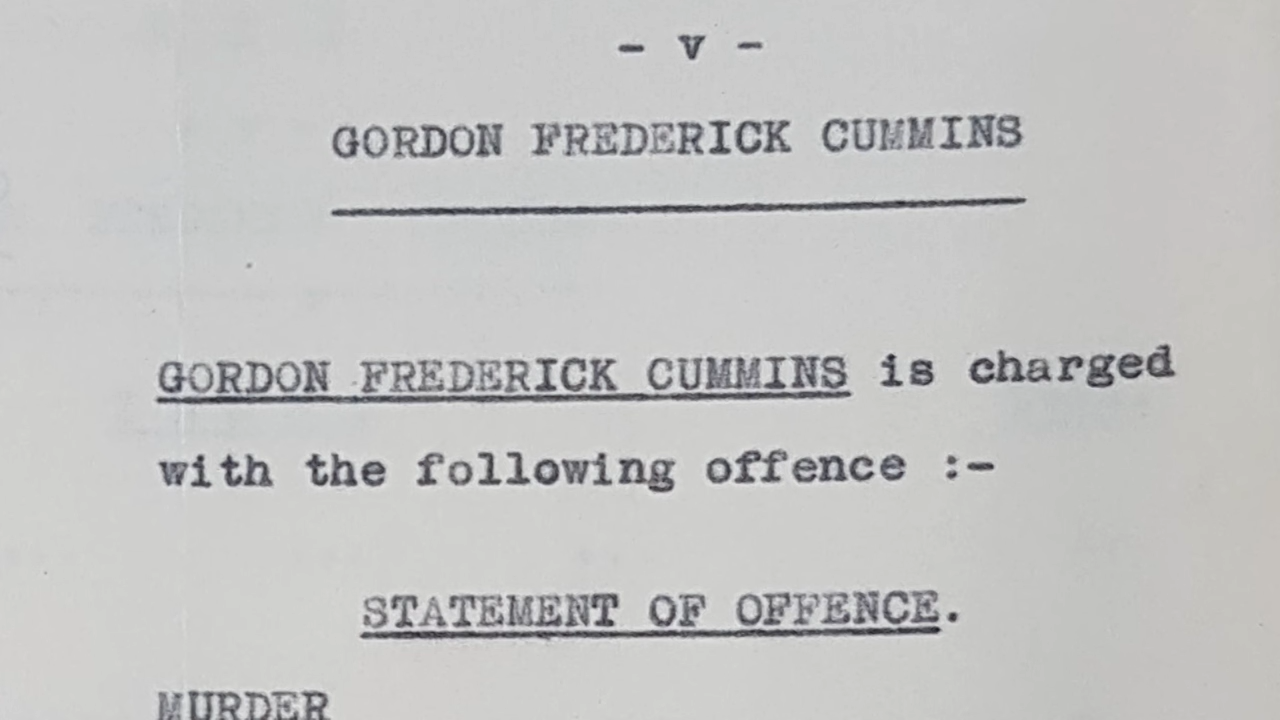 - v -
GORDON FREDERICK CUMMINS
GORDON FREDERICK CUMMINS is charged
with the following offence :-
STATEMENT OF OFFENCE.
MURDER